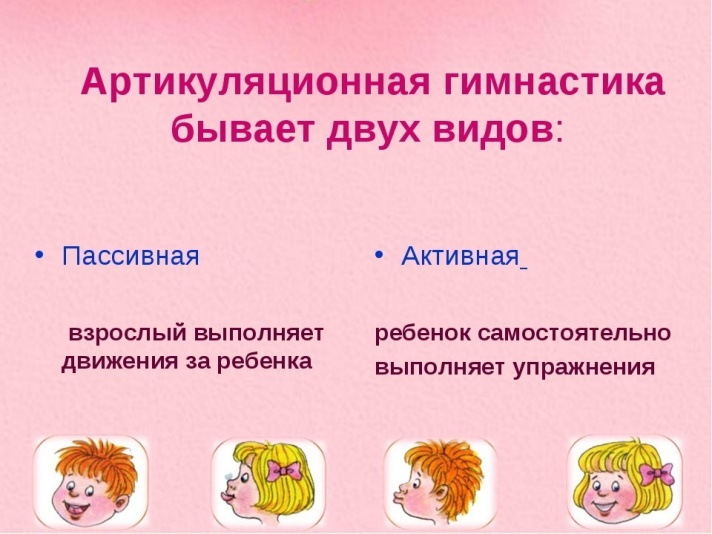 Артикуляционная гимнастика
бывает двух видов:
• Пассивная
взрослый выполняет
движения за ребенка
• Активная
ребенок самостоятельно
выполняет упражнения